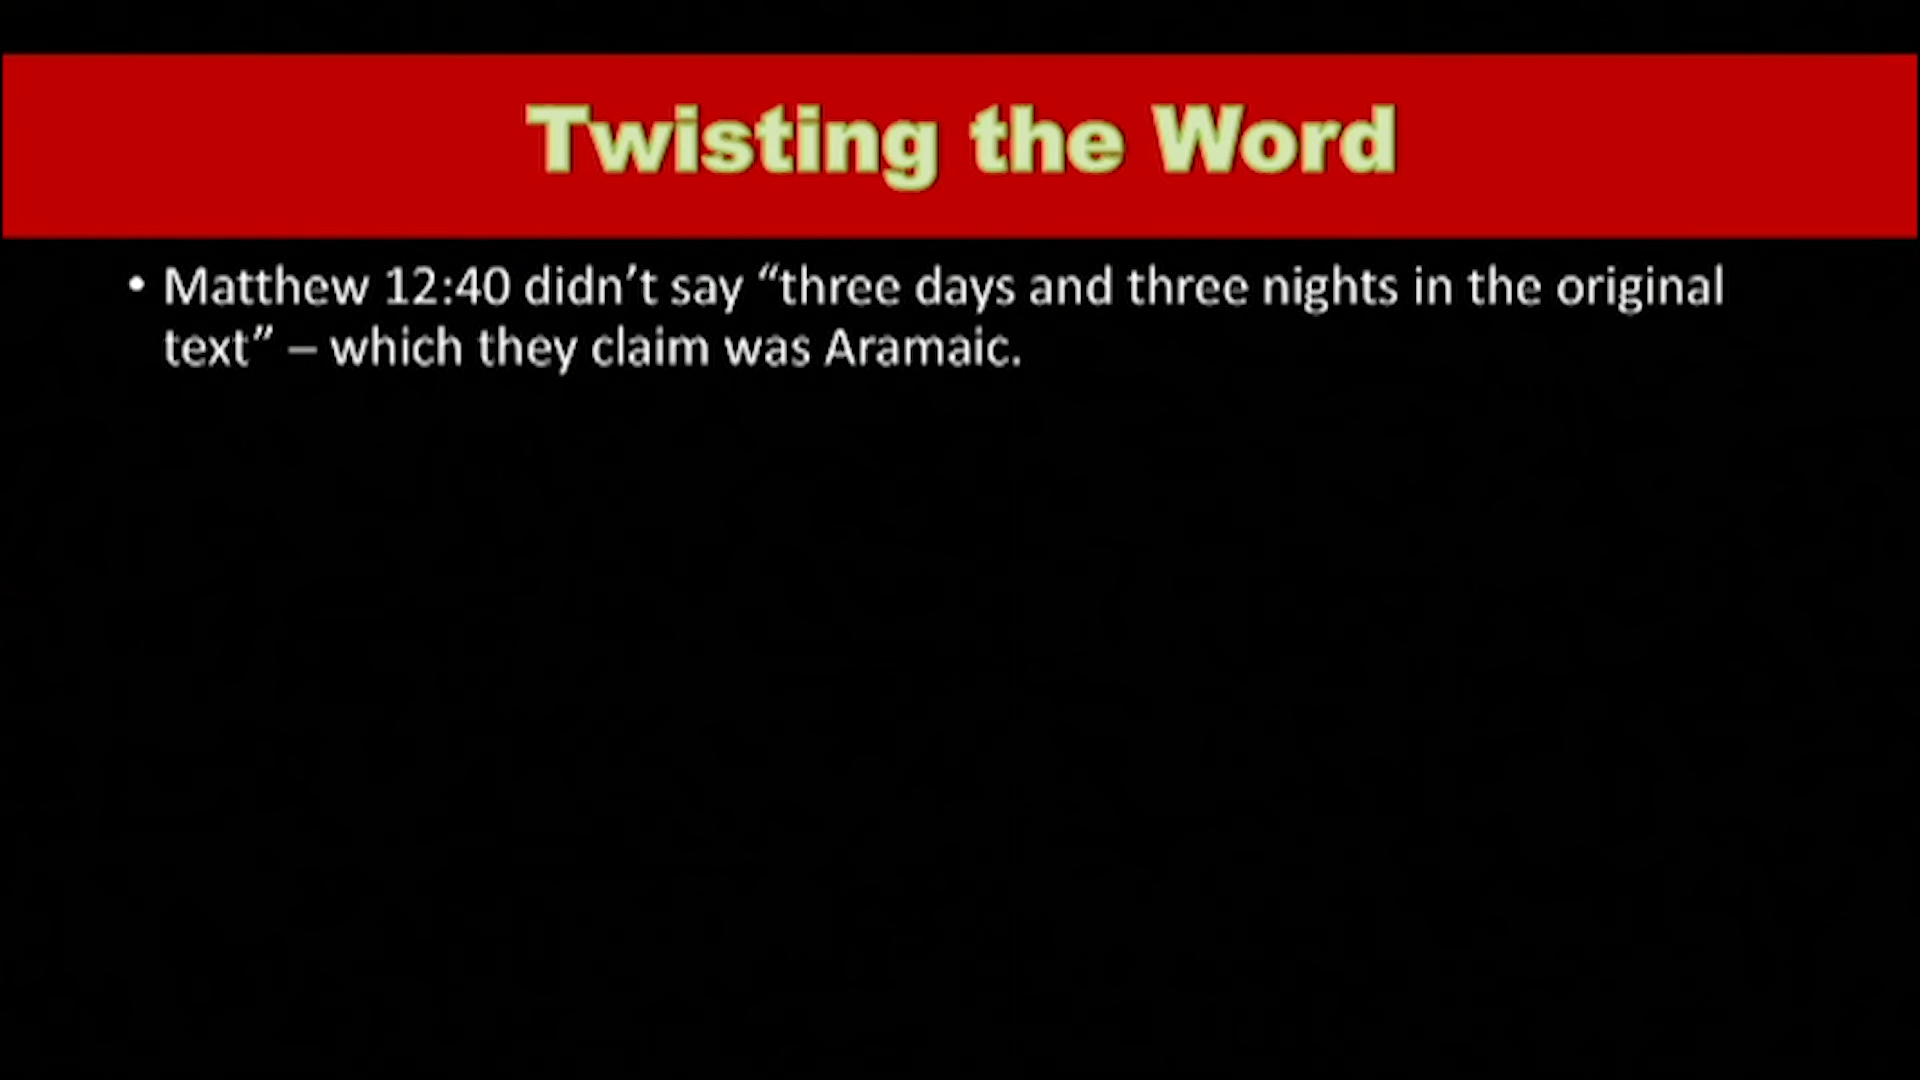 Twisting the Word
• Matthew 12:40 didn’t say “three days and three nights in the original
text” – which they claim was Aramaic.